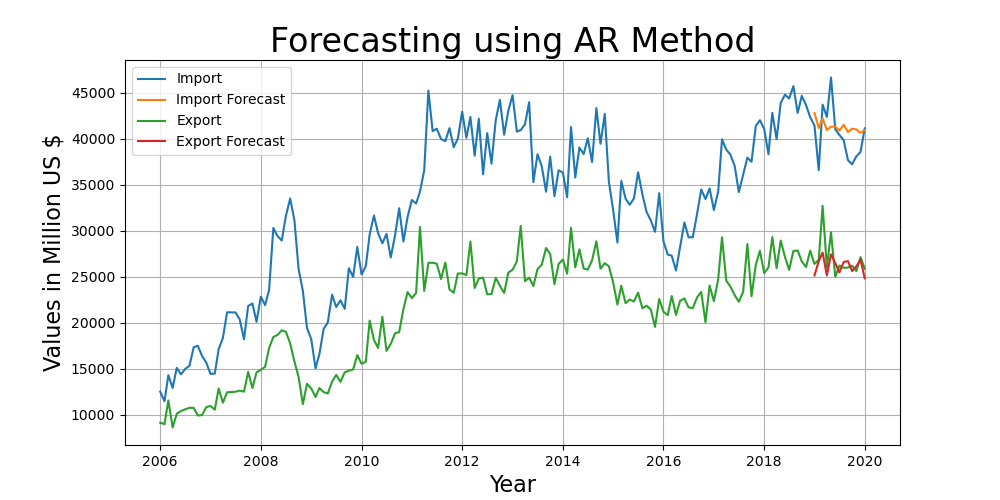 Forecasting using AR Method
Import
Import Forecast
Export
Export Forecast
Values in Million US $
45000
40000
35000
30000
25000
20000
15000
10000
2006 2008 2010 2012 2014 2016 2018 2020
Year